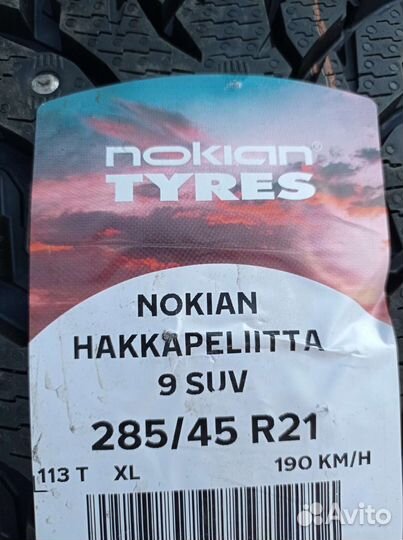 nokian®
TYRES
NOKIAN
HAKKAPELIITTA
9 SUV
285/45 R21
113 T XL 190 KM/H
Avito